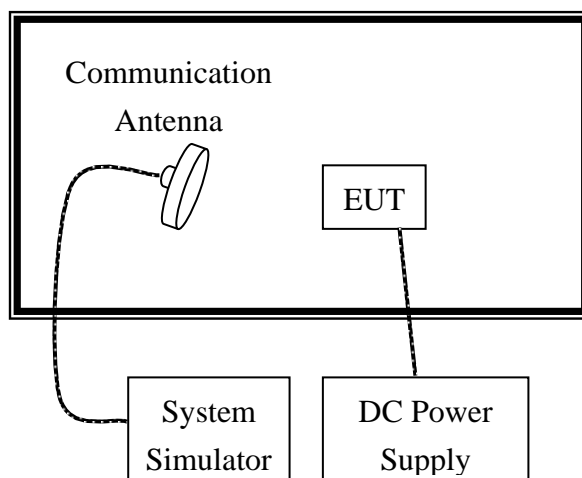 Communication
Antenna
EUT
System
Simulator
DC Power
Supply